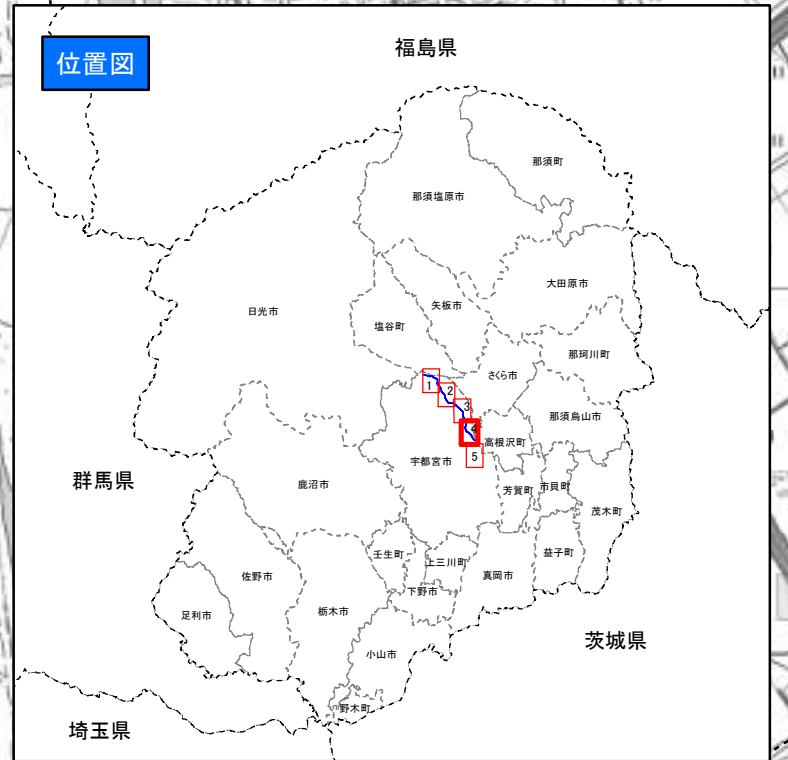 福島県
位置図
那須町
那須塩原市
大田原市
日光市
矢板市
塩谷町
那珂川町
さくら市
1
2
3
那須烏山市
4
高根沢町
宇都宮市
5
群馬県
鹿沼市
芳賀町
市貝町
茂木町
壬生町
上三川町
益子町
佐野市
真岡市
下野市
栃木市
足利市
小山市
茨城県
野木町
埼玉県